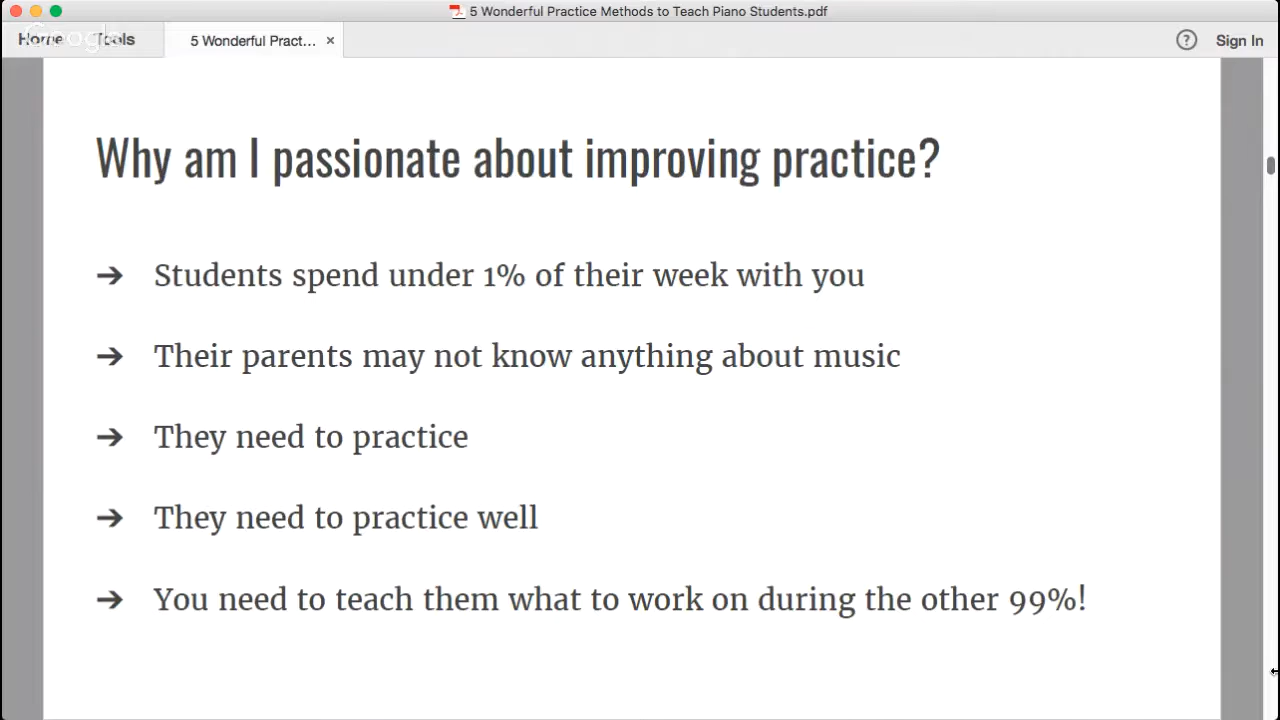 5 Wonderful Practice Methods to Teach Piano Students.pdf
Home Tools 5 Wonderful Pract... × ? Sign In
Google
Why am I passionate about improving practice?
➔ Students spend under 1% of their week with you
➔ Their parents may not know anything about music
➔ They need to practice
➔ They need to practice well
➔ You need to teach them what to work on during the other 99%!